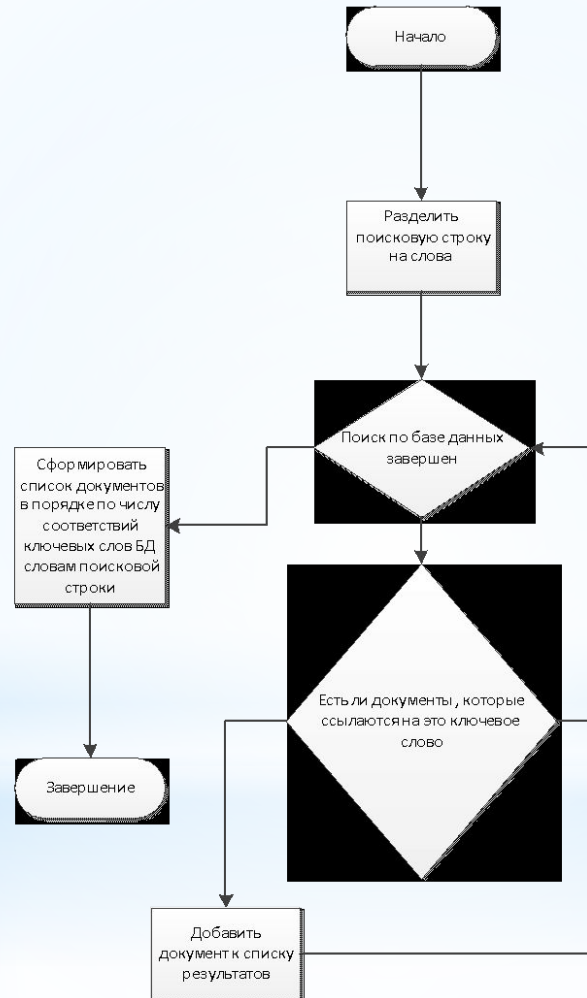 Начало
Разделить
поисковую строку
на слова
Поиск по базе данных
завершен
Сформировать
список документов
в порядке по числу
соответствий
ключевых слов БД
словам поисковой
строки
Есть ли документы, которые
ссылаются на это ключевое
слово
Завершение
Добавить
документ к списку
результатов